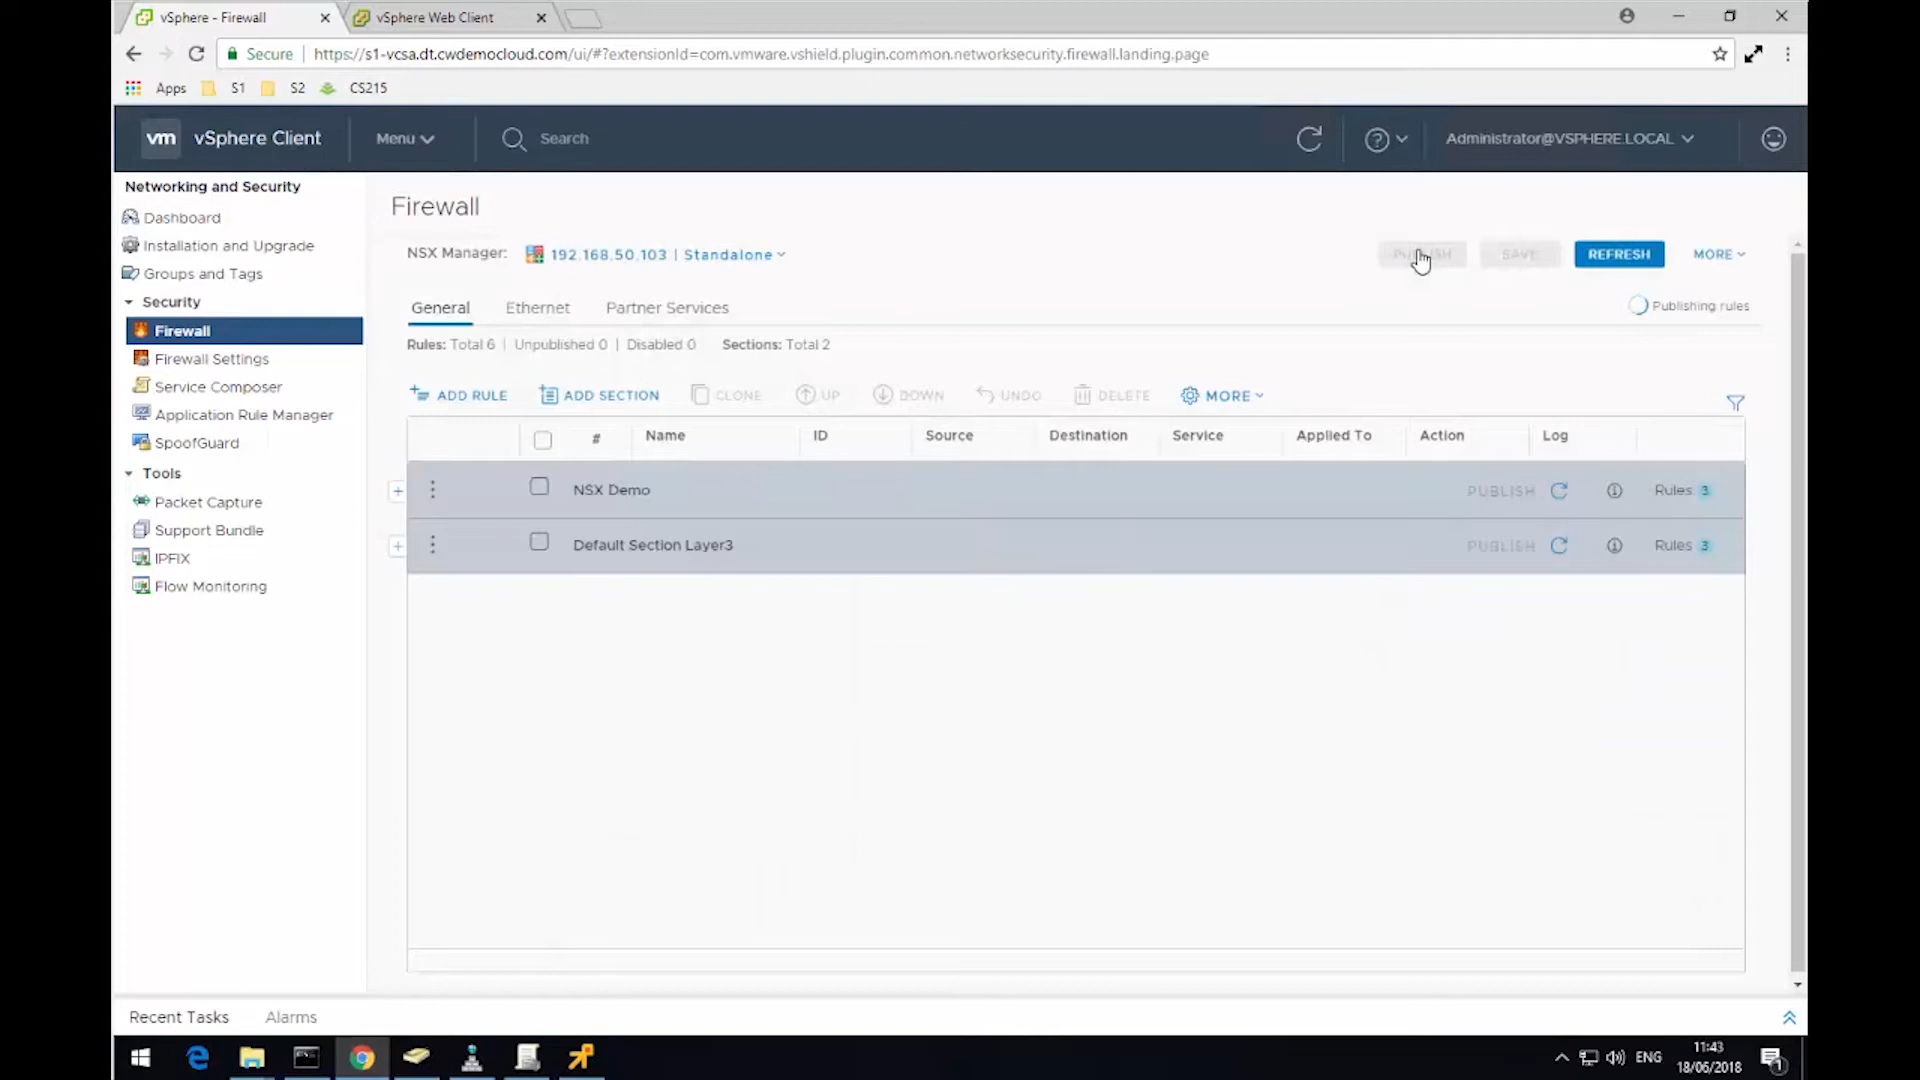 vSphere - Firewall
vSphere Web Client
Secure | https://s1-vcsa.dt.cwdemocloud.com/ui/#?extensionId=com.vmware.vshield.plugin.common.networksecurity.firewall.landing.page
Apps S1 S2 CS215
vm vSphere Client Menu Search Administrator@VSPHERE.LOCAL
Networking and Security
Dashboard
Installation and Upgrade
Groups and Tags
Security
Firewall
Firewall Settings
Service Composer
Application Rule Manager
SpoofGuard
Tools
Packet Capture
Support Bundle
IPFIX
Flow Monitoring
Firewall
NSX Manager: 192.168.50.103 | Standalone
PUBLISH SAVE REFRESH MORE
General Ethernet Partner Services
Publishing rules
Rules: Total 6 | Unpublished 0 | Disabled 0 Sections: Total 2
ADD RULE ADD SECTION CLONE UP DOWN UNDO DELETE MORE
# Name ID Source Destination Service Applied To Action Log
NSX Demo PUBLISH Rules 3
Default Section Layer3 PUBLISH Rules 3
Recent Tasks Alarms
ENG
11:43
18/06/2018
1